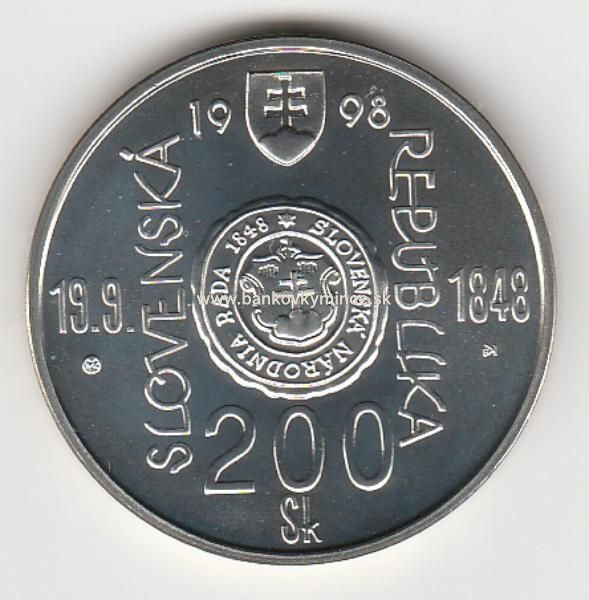 19 98
SLOVENSKÁ
REPUBLIKA
SLOVENSKÁ NÁRODNIA RADA 1848
19.9. 1848
www.bankovkymince.sk
200
Sk